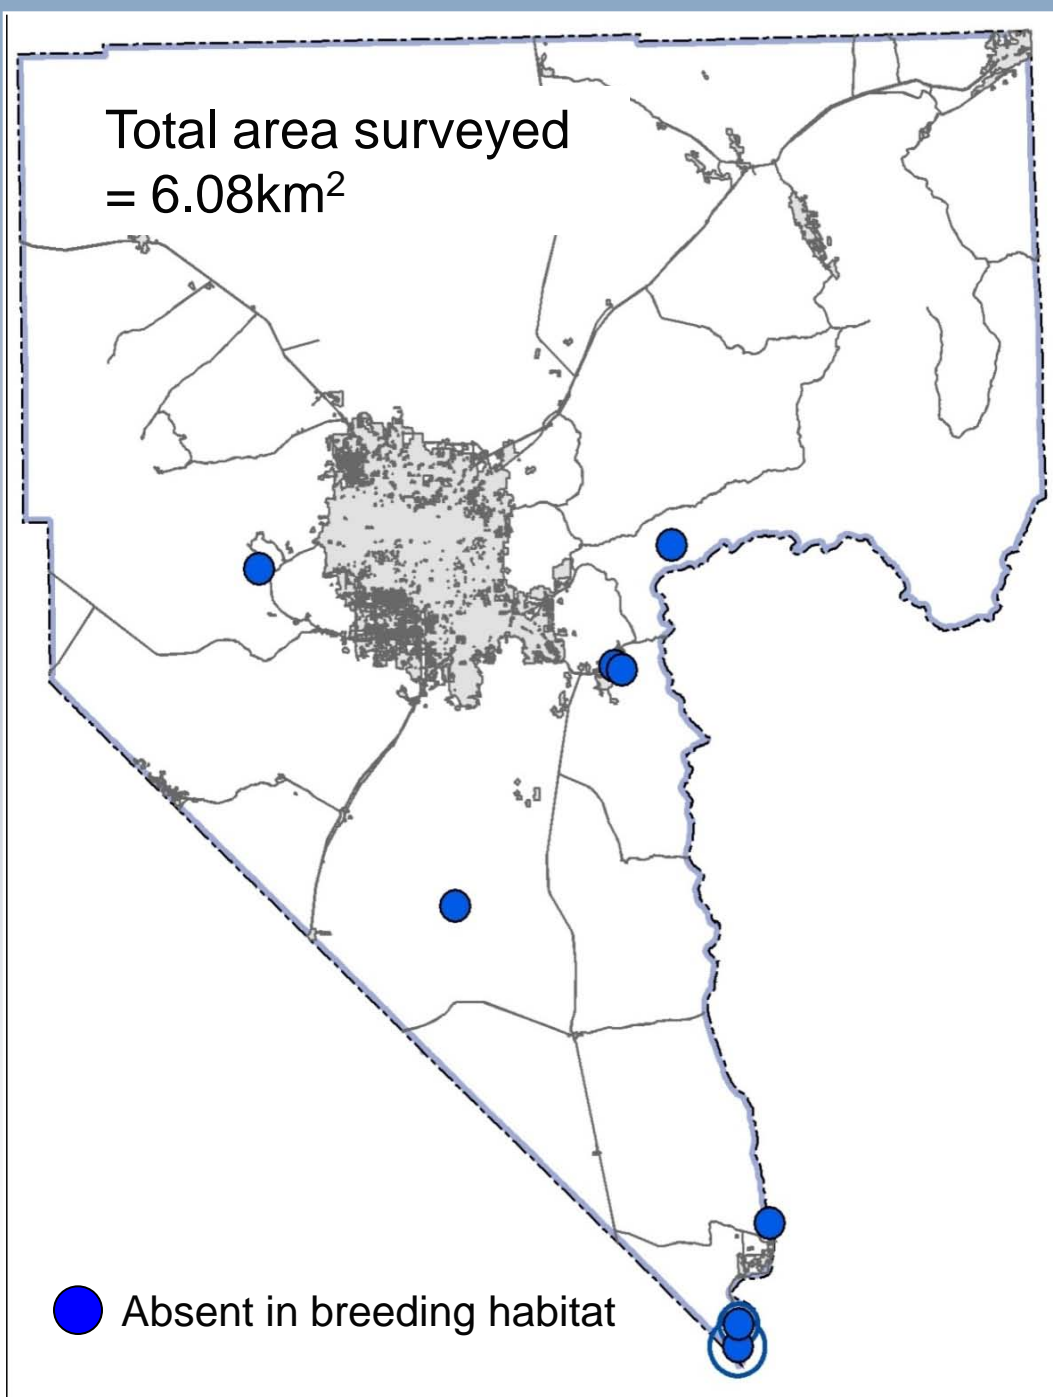 Total area surveyed
= 6.08km²
Absent in breeding habitat